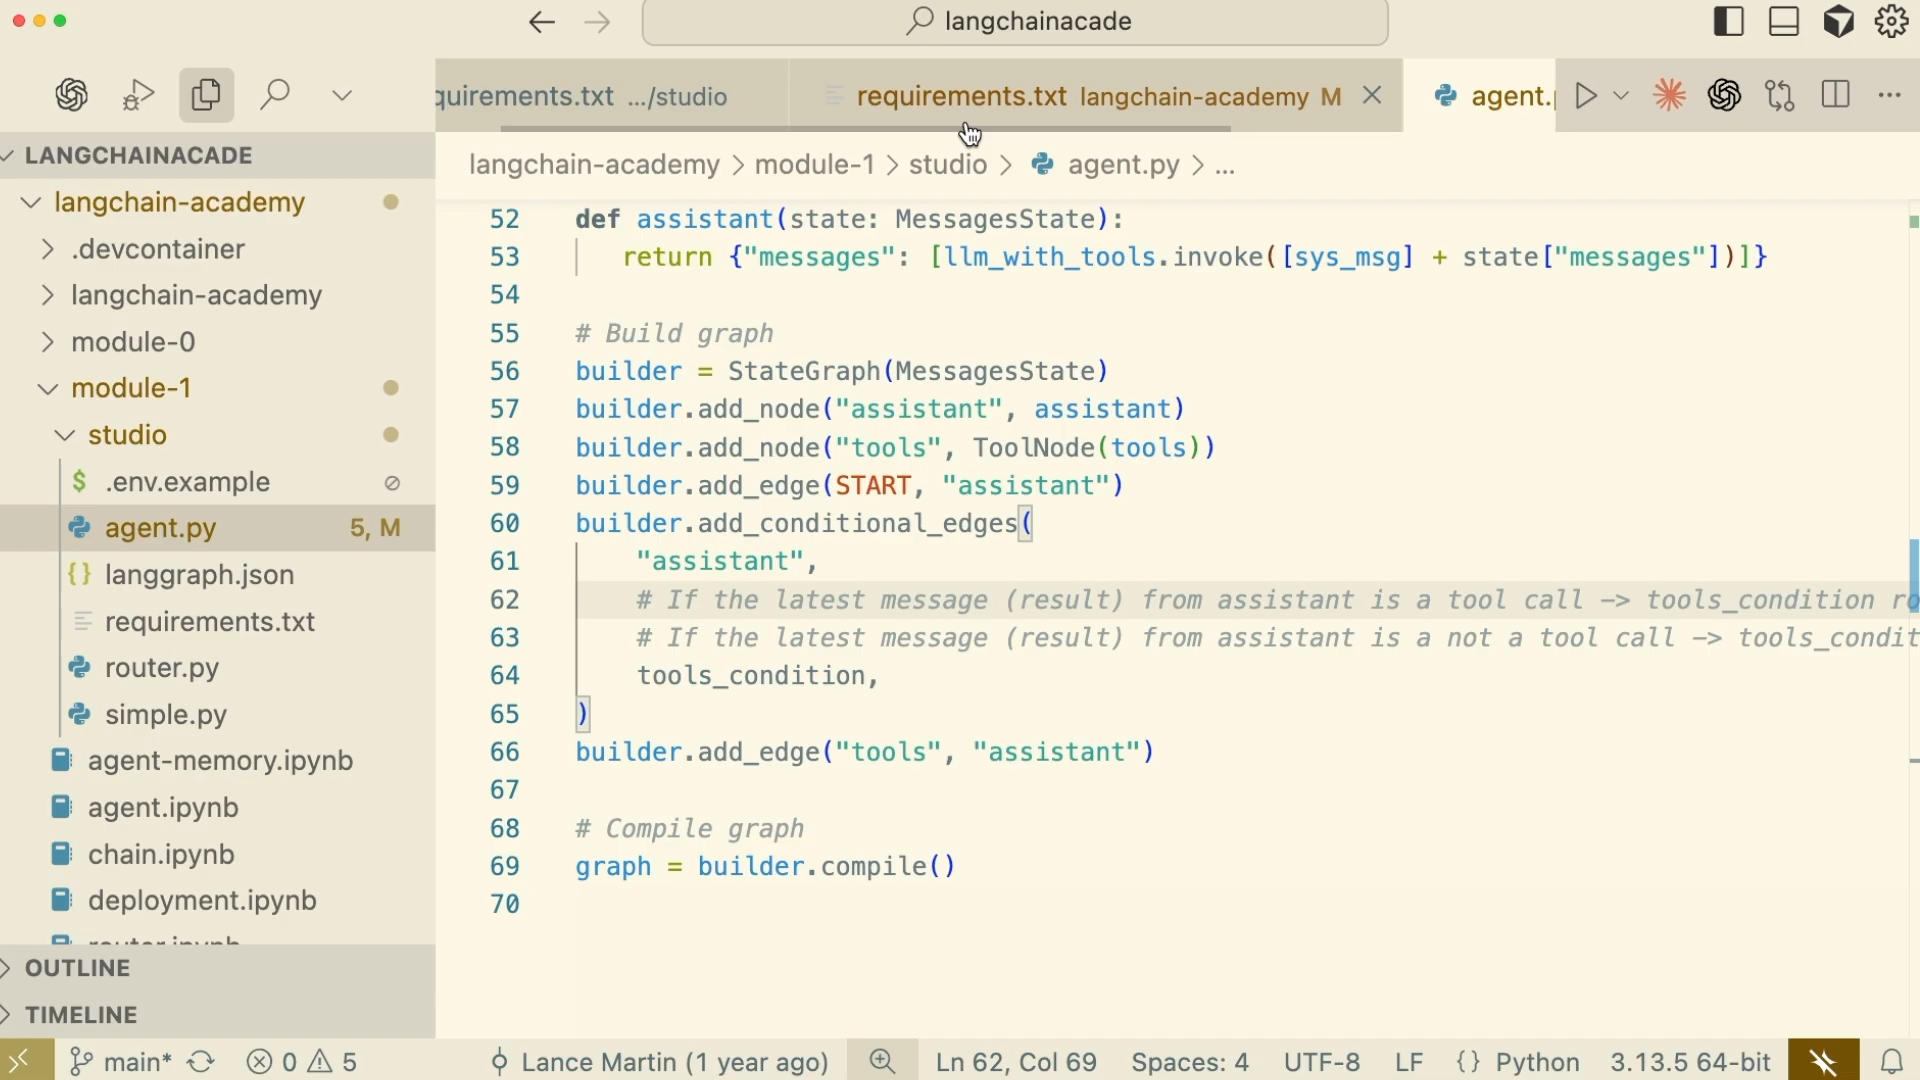 langchainacade
quirements.txt .../studio
requirements.txt langchain-academy M
agent.
LANGCHAINACADE
langchain-academy > module-1 > studio > agent.py > ...
langchain-academy
.devcontainer
langchain-academy
module-0
module-1
studio
$ .env.example
agent.py 5, M
{} langgraph.json
requirements.txt
router.py
simple.py
agent-memory.ipynb
agent.ipynb
chain.ipynb
deployment.ipynb
router.ipynb
OUTLINE
TIMELINE
52 def assistant(state: MessagesState):
53 return {"messages": [llm_with_tools.invoke([sys_msg] + state["messages"])]}
54
55 # Build graph
56 builder = StateGraph(MessagesState)
57 builder.add_node("assistant", assistant)
58 builder.add_node("tools", ToolNode(tools))
59 builder.add_edge(START, "assistant")
60 builder.add_conditional_edges(
61 "assistant",
62 # If the latest message (result) from assistant is a tool call -> tools_condition ro
63 # If the latest message (result) from assistant is a not a tool call -> tools_condit
64 tools_condition,
65 )
66 builder.add_edge("tools", "assistant")
67
68 # Compile graph
69 graph = builder.compile()
70
main* 0 5 Lance Martin (1 year ago) Ln 62, Col 69 Spaces: 4 UTF-8 LF {} Python 3.13.5 64-bit